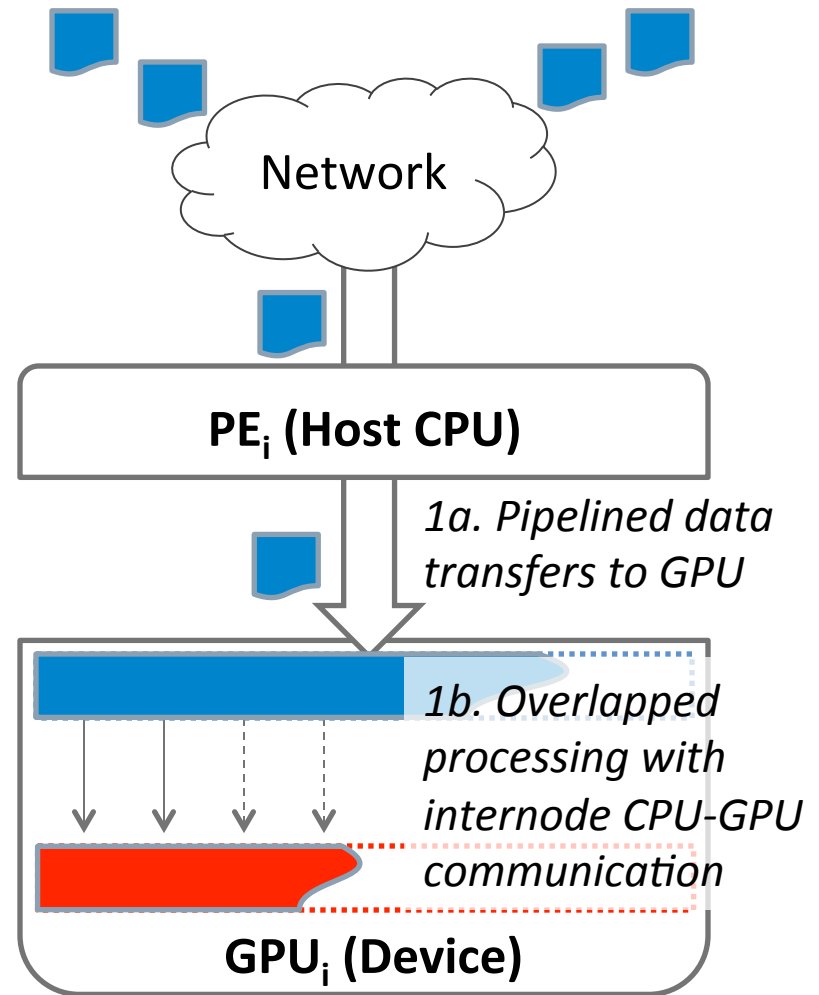 Network
PEᵢ (Host CPU)
1a. Pipelined data
transfers to GPU
1b. Overlapped
processing with
internode CPU-GPU
communication
GPUᵢ (Device)